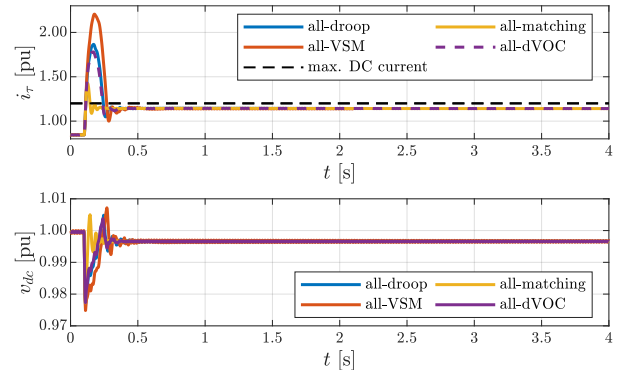 2.00
1.50
1.00
i_τ [pu]
all-droop all-matching
all-VSM all-dVOC
max. DC current
0 0.5 1 1.5 2 2.5 3 3.5 4
t [s]
1.01
1.00
0.99
0.98
0.97
v_dc [pu]
all-droop all-matching
all-VSM all-dVOC
0 0.5 1 1.5 2 2.5 3 3.5 4
t [s]